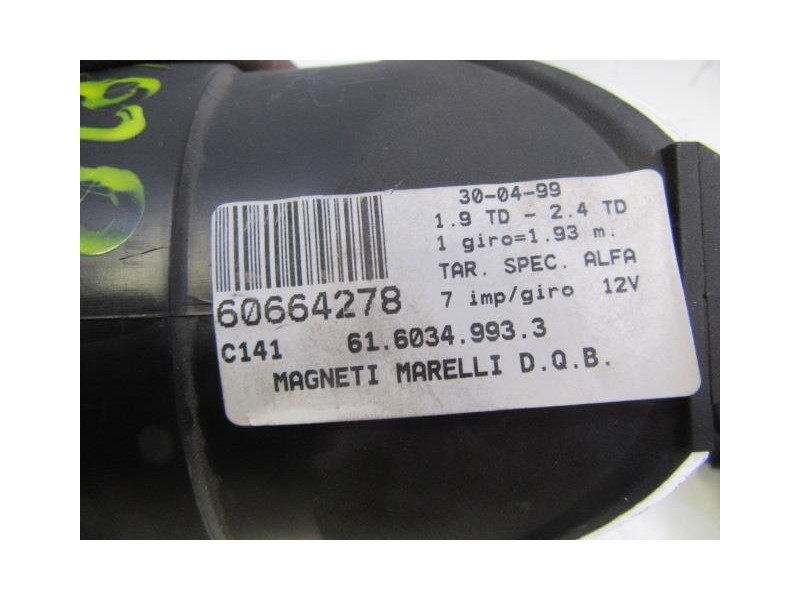 30-04-99
1.9 TD - 2.4 TD
1 giro=1.93 m.
TAR. SPEC. ALFA
60664278 7 imp/giro 12V
C141 61.6034.993.3
MAGNETI MARELLI D.Q.B.